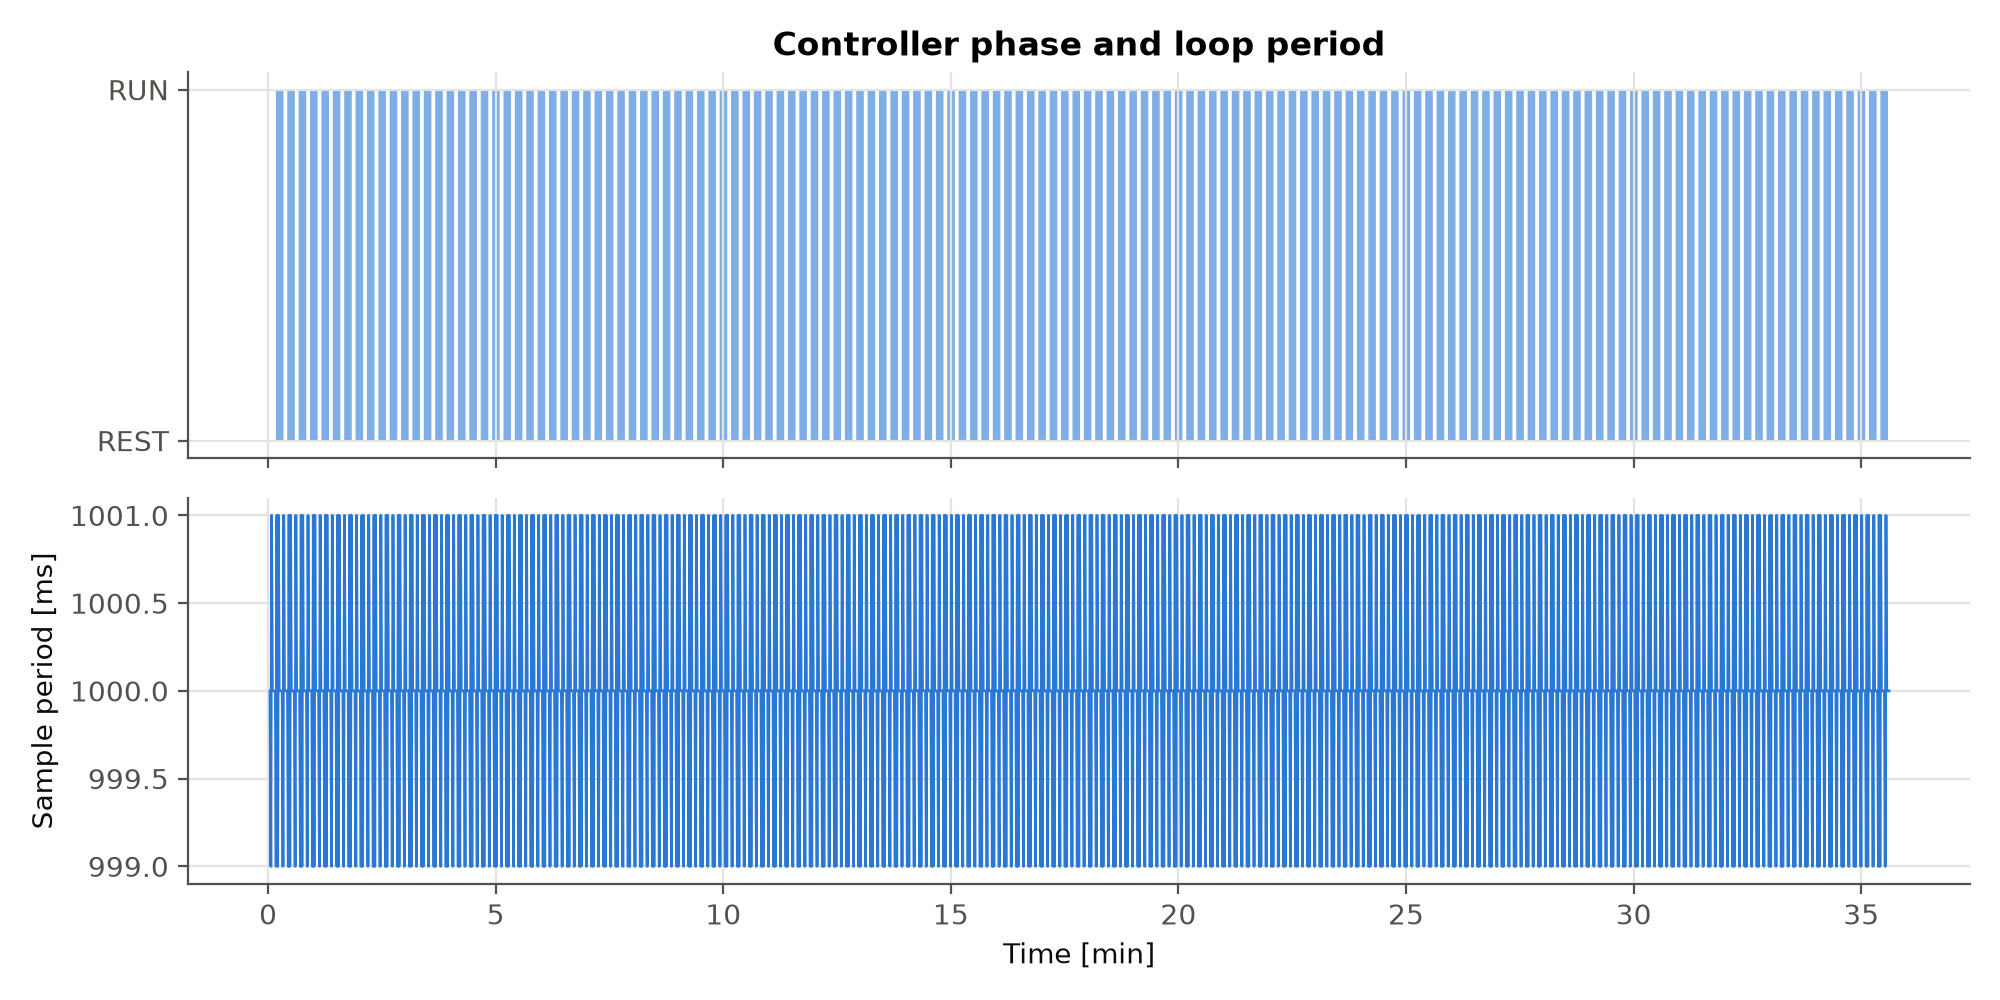 Controller phase and loop period
RUN
REST
1001.0
1000.5
1000.0
999.5
999.0
Sample period [ms]
0 5 10 15 20 25 30 35
Time [min]